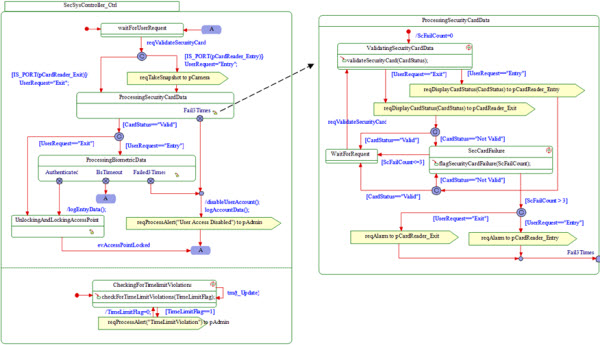 SecSysController_Ctrl
waitForUserRequest
A
reqValidateSecurityCard
C
[IS_PORT(pCardReader_Entry)]/
UserRequest="Entry";
[IS_PORT(pCardReader_Exit)]/
UserRequest="Exit";
reqTakeSnapshot to pCamera
ProcessingSecurityCardData
Fail3Times
[CardStatus=="Valid"]
[UserRequest=="Exit"]
C
[UserRequest=="Entry"]
ProcessingBiometricData
Authenticated
BsTimeout
Failed3Times
A
/disableUserAccount();
logAccountData();
/logEntryData();
UnlockingAndLockingAccessPoint
reqProcessAlert("User Access Disabled") to pAdmin
evAccessPointLocked
A
CheckingForTimelimitViolations
checkForTimeLimitViolations(TimeLimitFlag);
/TimeLimitFlag=0;
[TimeLimitFlag==1]
reqProcessAlert("TimeLimitViolation") to pAdmin
ProcessingSecurityCardData
/ScFailCount=0
ValidatingSecurityCardData
validateSecurityCard(CardStatus);
[UserRequest=="Exit"]
[UserRequest=="Entry"]
reqDisplayCardStatus(CardStatus) to pCardReader_Entry
reqDisplayCardStatus(CardStatus) to pCardReader_Exit
reqValidateSecurityCard
[CardStatus=="Valid"]
C
[CardStatus=="Not Valid"]
WaitForRequest
[ScFailCount<=3]
SecCardFailure
flagSecurityCardFailure(ScFailCount);
[CardStatus=="Not Valid"]
[CardStatus=="Valid"]
C
[ScFailCount > 3]
C
[UserRequest=="Exit"]
[UserRequest=="Entry"]
reqAlarm to pCardReader_Exit
reqAlarm to pCardReader_Entry
Fail3Times